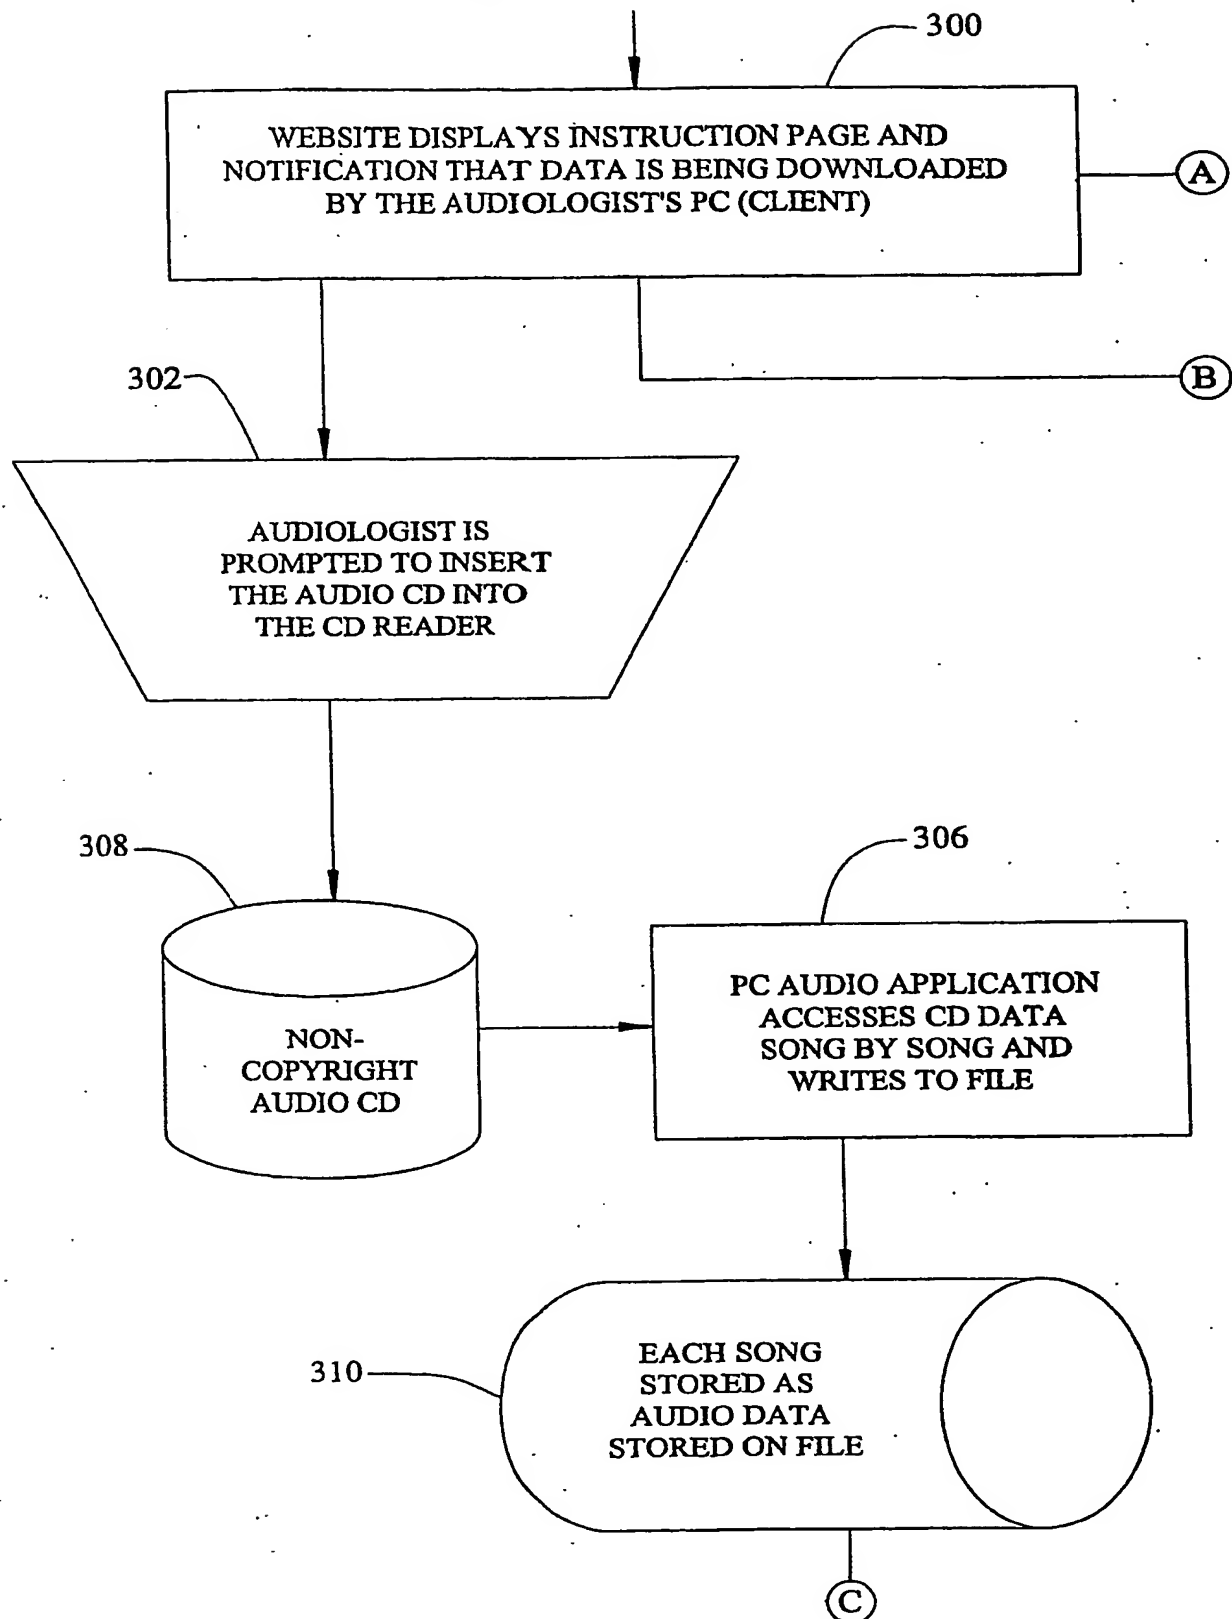 300
WEBSITE DISPLAYS INSTRUCTION PAGE AND
NOTIFICATION THAT DATA IS BEING DOWNLOADED
BY THE AUDIOLOGIST'S PC (CLIENT)
A
B
302
AUDIOLOGIST IS
PROMPTED TO INSERT
THE AUDIO CD INTO
THE CD READER
308
NON-
COPYRIGHT
AUDIO CD
306
PC AUDIO APPLICATION
ACCESSES CD DATA
SONG BY SONG AND
WRITES TO FILE
310
EACH SONG
STORED AS
AUDIO DATA
STORED ON FILE
C